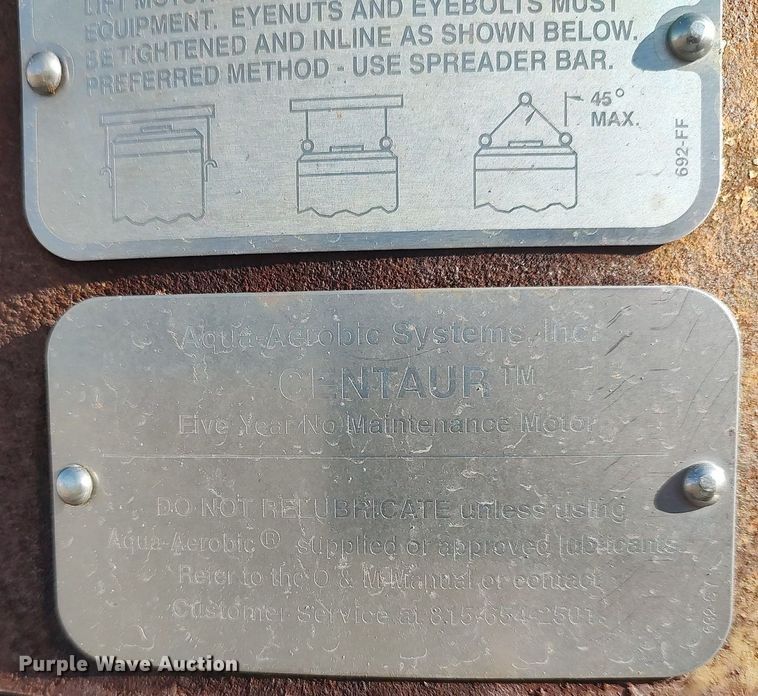 LIFT MOTOR
EQUIPMENT. EYENUTS AND EYEBOLTS MUST
BE TIGHTENED AND INLINE AS SHOWN BELOW.
PREFERRED METHOD - USE SPREADER BAR.
45°
MAX.
692-FF
Aqua-Aerobic Systems, Inc.
CENTAUR™
Five Year No Maintenance Motor
DO NOT RELUBRICATE unless using
Aqua-Aerobic® supplied or approved lubricants.
Refer to the O & M Manual or contact
Customer Service at 815-654-2501.
Purple Wave Auction